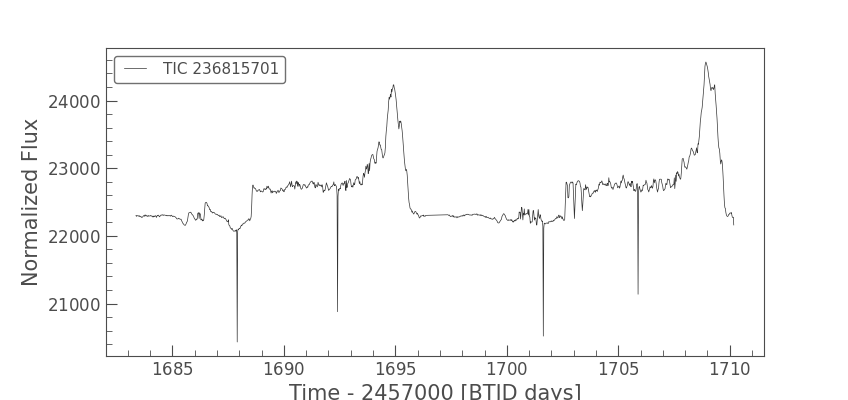 TIC 236815701
Normalized Flux
24000
23000
22000
21000
1685 1690 1695 1700 1705 1710
Time - 2457000 [BTJD days]